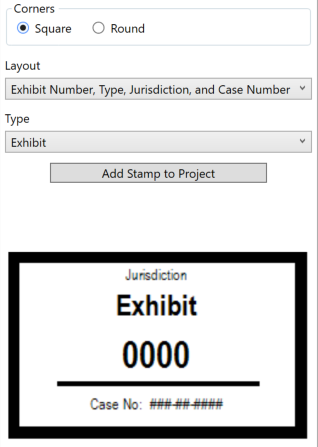 Corners
Square Round
Layout
Exhibit Number, Type, Jurisdiction, and Case Number
Type
Exhibit
Add Stamp to Project
Jurisdiction
Exhibit
0000
Case No: ###-##-####